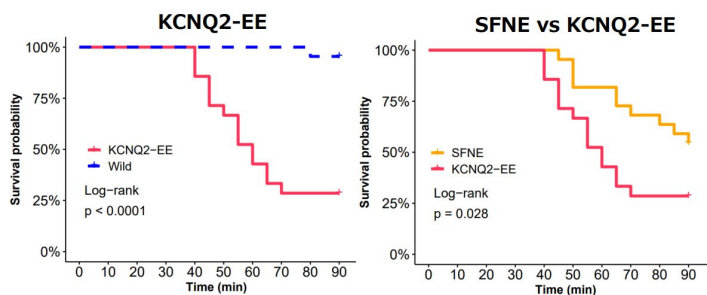 KCNQ2-EE
100%
75%
50%
25%
0%
Survival probability
KCNQ2-EE
Wild
Log-rank
p < 0.0001
0 10 20 30 40 50 60 70 80 90
Time (min)
SFNE vs KCNQ2-EE
100%
75%
50%
25%
0%
Survival probability
SFNE
KCNQ2-EE
Log-rank
p = 0.028
0 10 20 30 40 50 60 70 80 90
Time (min)